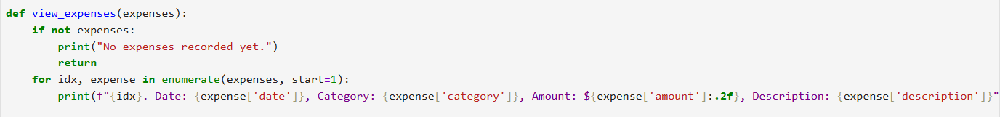 def view_expenses(expenses):
    if not expenses:
        print("No expenses recorded yet.")
        return
    for idx, expense in enumerate(expenses, start=1):
        print(f"{idx}. Date: {expense['date']}, Category: {expense['category']}, Amount: ${expense['amount']:.2f}, Description: {expense['description']}"